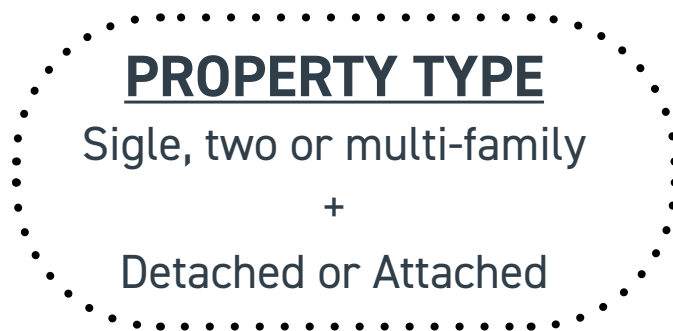 PROPERTY TYPE
Sigle, two or multi-family
+
Detached or Attached